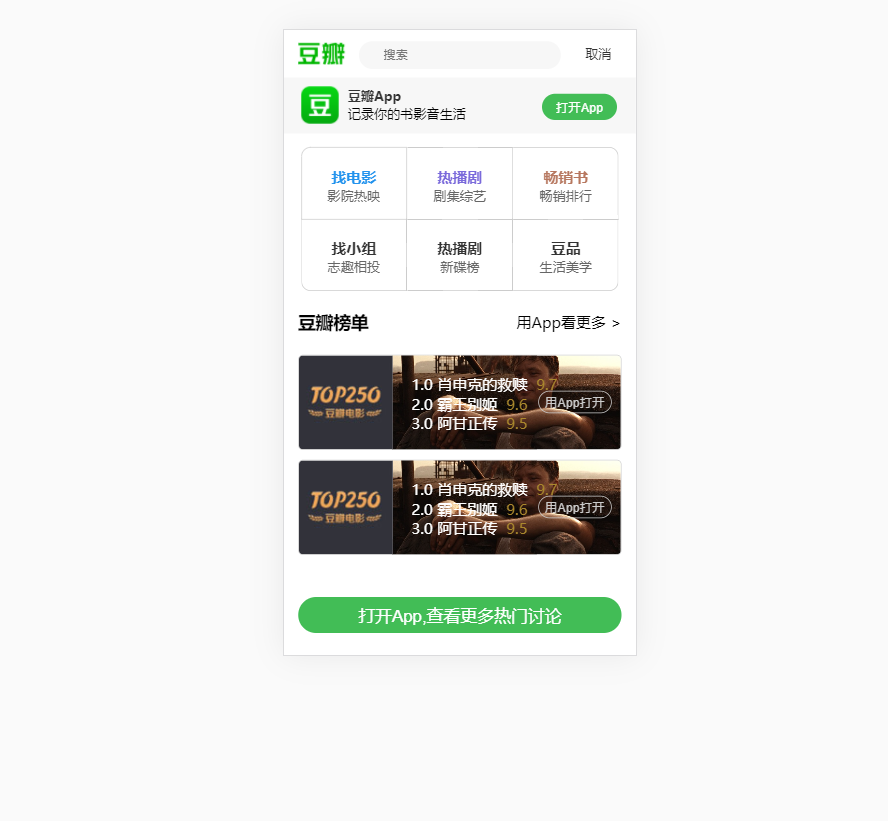 豆瓣 搜索 取消
豆 豆瓣App 打开App
记录你的书影音生活
找电影 热播剧 畅销书
影院热映 剧集综艺 畅销排行
找小组 热播剧 豆品
志趣相投 新碟榜 生活美学
豆瓣榜单 用App看更多 >
TOP250
豆瓣电影
1.0 肖申克的救赎 9.7
2.0 霸王别姬 9.6
3.0 阿甘正传 9.5
用App打开
TOP250
豆瓣电影
1.0 肖申克的救赎 9.7
2.0 霸王别姬 9.6
3.0 阿甘正传 9.5
用App打开
打开App,查看更多热门讨论